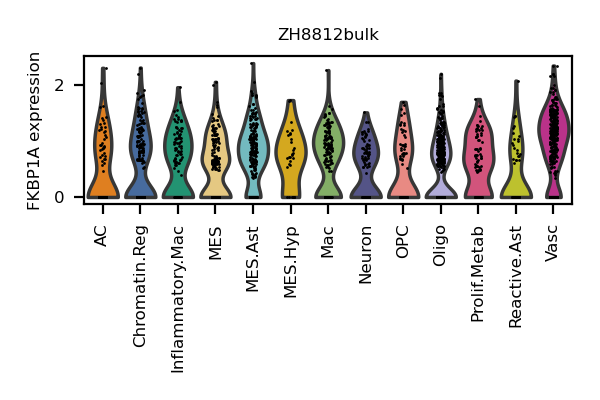 ZH8812bulk
FKBP1A expression
2
0
AC
Chromatin.Reg
Inflammatory.Mac
MES
MES.Ast
MES.Hyp
Mac
Neuron
OPC
Oligo
Prolif.Metab
Reactive.Ast
Vasc